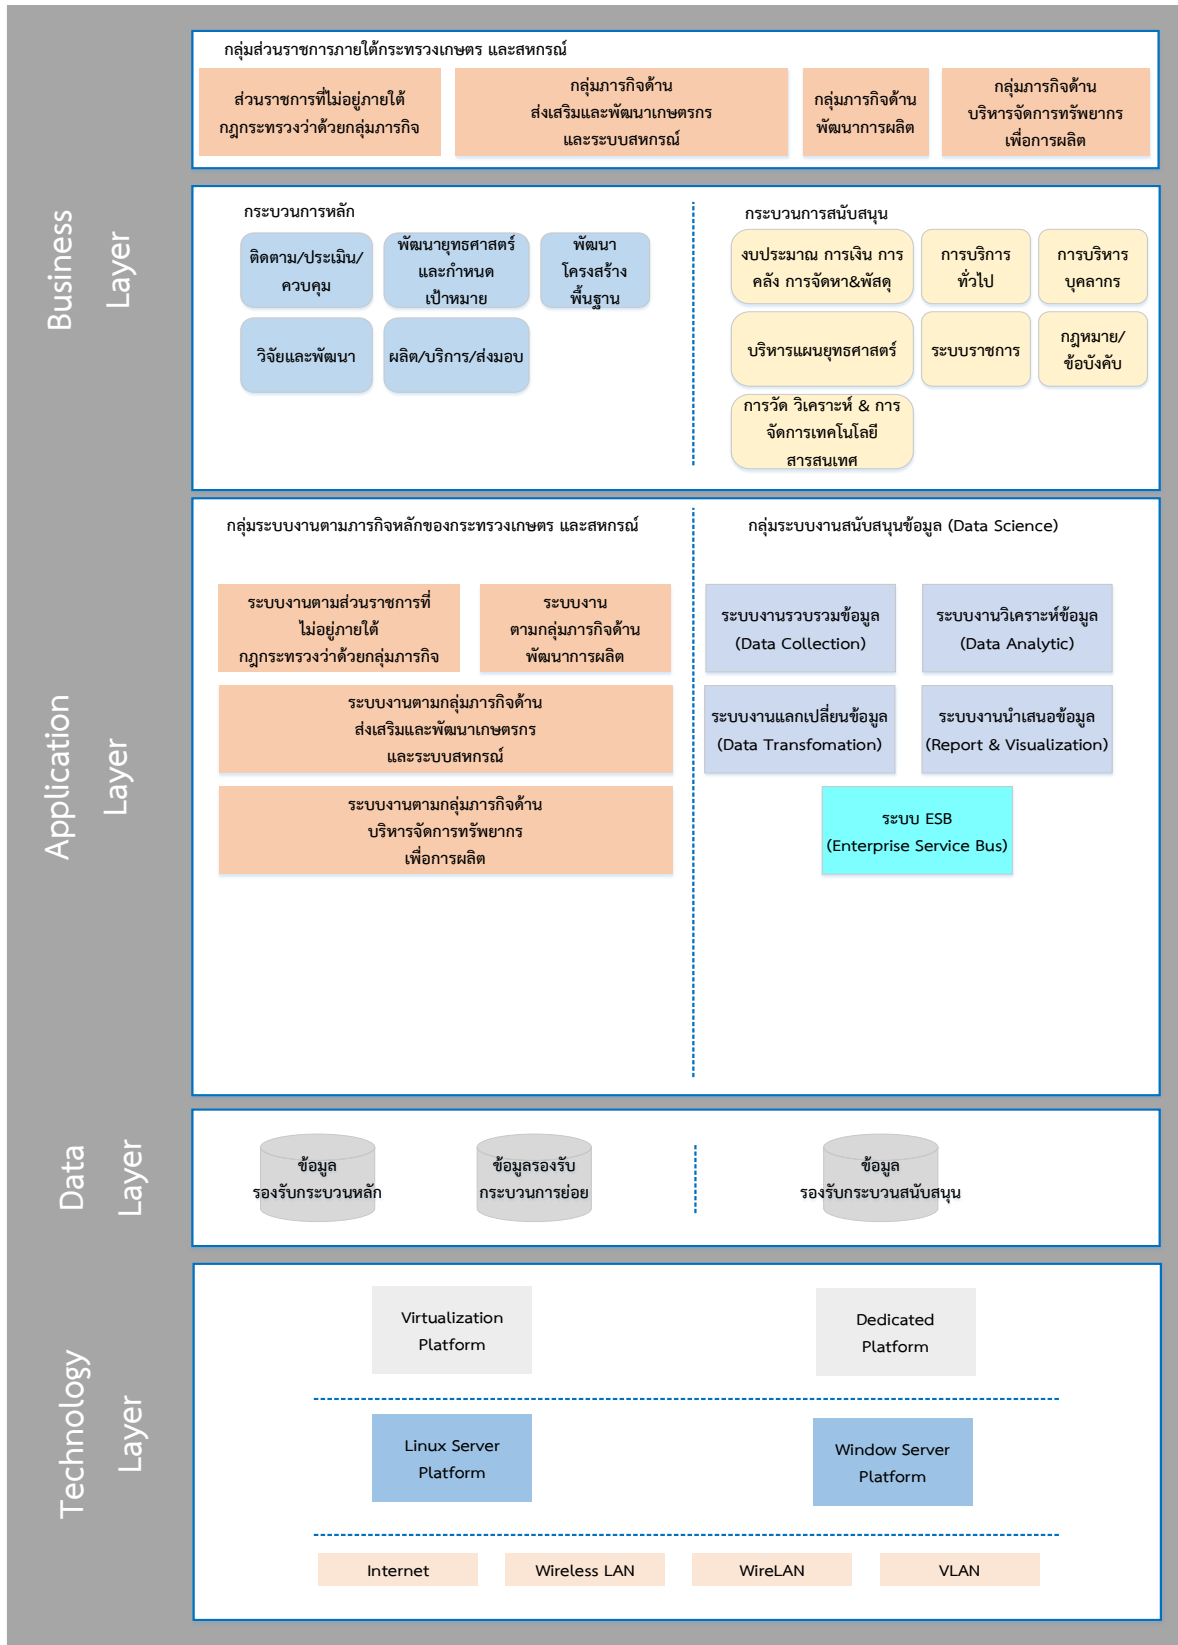 Business
Layer
กลุ่มส่วนราชการภายใต้กระทรวงเกษตร และสหกรณ์
ส่วนราชการที่ไม่อยู่ภายใต้
กฎกระทรวงว่าด้วยกลุ่มภารกิจ
กลุ่มภารกิจด้าน
ส่งเสริมและพัฒนาเกษตรกร
และระบบสหกรณ์
กลุ่มภารกิจด้าน
พัฒนาการผลิต
กลุ่มภารกิจด้าน
บริหารจัดการทรัพยากร
เพื่อการผลิต
กระบวนการหลัก
ติดตาม/ประเมิน/
ควบคุม
พัฒนายุทธศาสตร์
และกำหนด
เป้าหมาย
พัฒนา
โครงสร้าง
พื้นฐาน
วิจัยและพัฒนา
ผลิต/บริการ/ส่งมอบ
กระบวนการสนับสนุน
งบประมาณ การเงิน การ
คลัง การจัดหา&พัสดุ
การบริการ
ทั่วไป
การบริหาร
บุคลากร
บริหารแผนยุทธศาสตร์
ระบบราชการ
กฎหมาย/
ข้อบังคับ
การวัด วิเคราะห์ & การ
จัดการเทคโนโลยี
สารสนเทศ
Application
Layer
กลุ่มระบบงานตามภารกิจหลักของกระทรวงเกษตร และสหกรณ์
ระบบงานตามส่วนราชการที่
ไม่อยู่ภายใต้
กฎกระทรวงว่าด้วยกลุ่มภารกิจ
ระบบงาน
ตามกลุ่มภารกิจด้าน
พัฒนาการผลิต
ระบบงานตามกลุ่มภารกิจด้าน
ส่งเสริมและพัฒนาเกษตรกร
และระบบสหกรณ์
ระบบงานตามกลุ่มภารกิจด้าน
บริหารจัดการทรัพยากร
เพื่อการผลิต
กลุ่มระบบงานสนับสนุนข้อมูล (Data Science)
ระบบงานรวบรวมข้อมูล
(Data Collection)
ระบบงานวิเคราะห์ข้อมูล
(Data Analytic)
ระบบงานแลกเปลี่ยนข้อมูล
(Data Transfomation)
ระบบงานนำเสนอข้อมูล
(Report & Visualization)
ระบบ ESB
(Enterprise Service Bus)
Data
Layer
ข้อมูล
รองรับกระบวนหลัก
ข้อมูลรองรับ
กระบวนการย่อย
ข้อมูล
รองรับกระบวนสนับสนุน
Technology
Layer
Virtualization
Platform
Dedicated
Platform
Linux Server
Platform
Window Server
Platform
Internet
Wireless LAN
WireLAN
VLAN